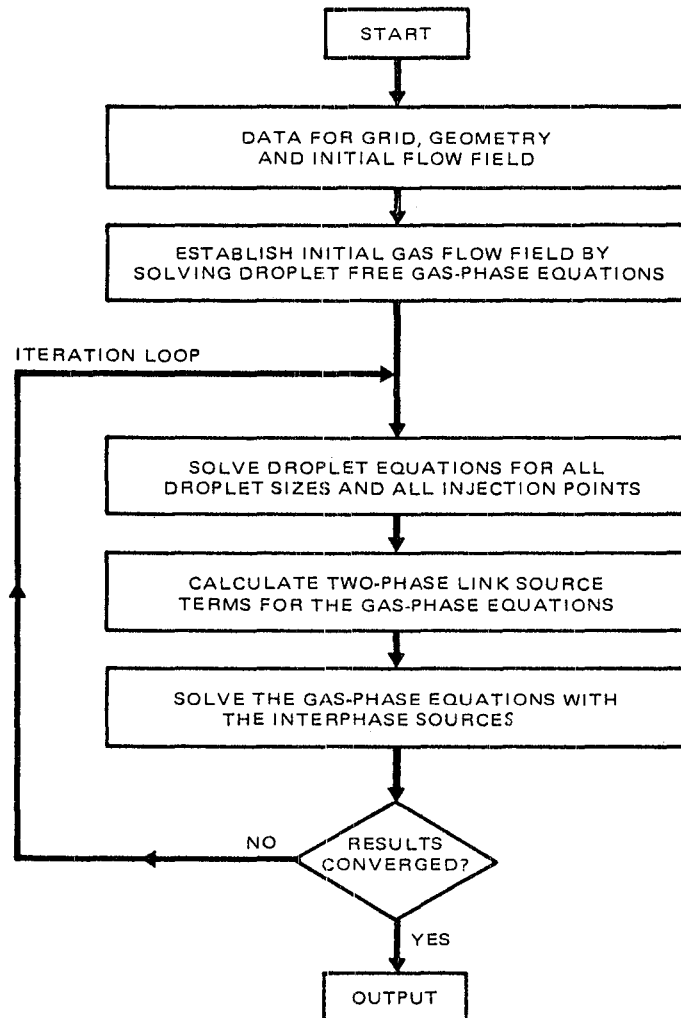 START
DATA FOR GRID, GEOMETRY
AND INITIAL FLOW FIELD
ESTABLISH INITIAL GAS FLOW FIELD BY
SOLVING DROPLET FREE GAS-PHASE EQUATIONS
ITERATION LOOP
SOLVE DROPLET EQUATIONS FOR ALL
DROPLET SIZES AND ALL INJECTION POINTS
CALCULATE TWO-PHASE LINK SOURCE
TERMS FOR THE GAS-PHASE EQUATIONS
SOLVE THE GAS-PHASE EQUATIONS WITH
THE INTERPHASE SOURCES
NO
RESULTS
CONVERGED?
YES
OUTPUT